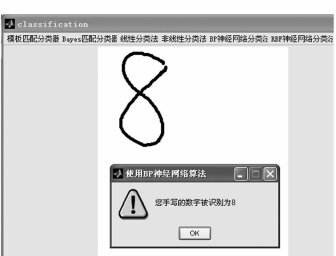 classification
模板匹配分类器 Bayes匹配分类器 线性分类法 非线性分类法 BP神经网络分类法 RBF神经网络分类法
8
使用BP神经网络算法
您手写的数字被识别为8
OK